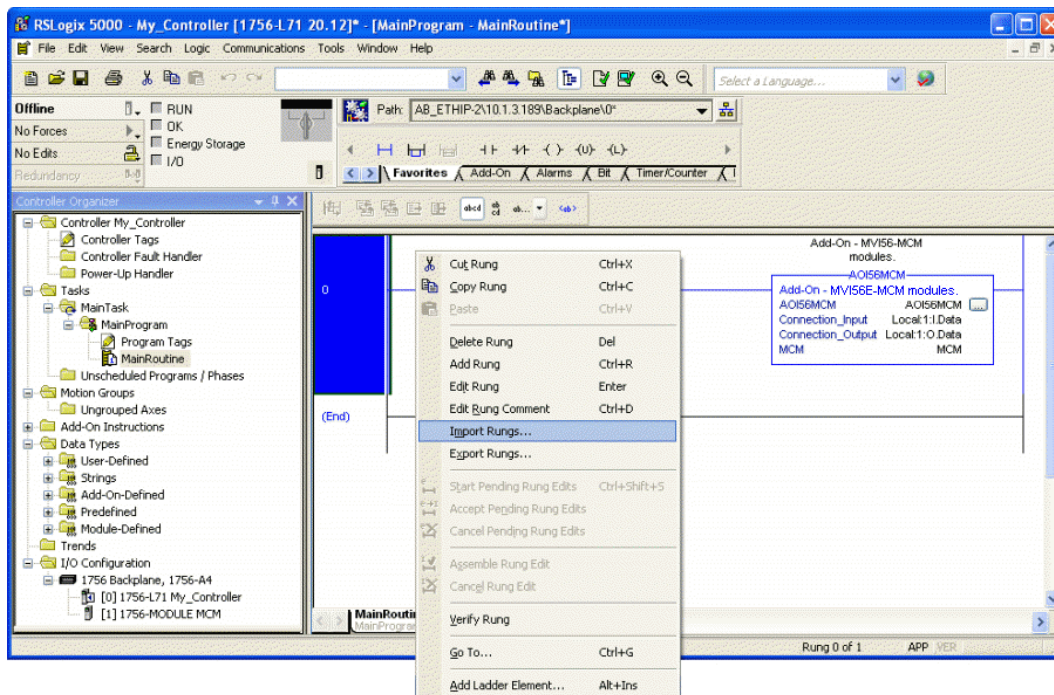 RSLogix 5000 - My_Controller [1756-L71 20.12]* - [MainProgram - MainRoutine*]
File Edit View Search Logic Communications Tools Window Help
Select a Language...
Offline
RUN
No Forces
OK
No Edits
Energy Storage
Redundancy
I/O
Path: AB_ETHIP-2\10.1.3.189\Backplane\0*
Favorites Add-On Alarms Bit Timer/Counter
Controller Organizer
Controller My_Controller
Controller Tags
Controller Fault Handler
Power-Up Handler
Tasks
MainTask
MainProgram
Program Tags
MainRoutine
Unscheduled Programs / Phases
Motion Groups
Ungrouped Axes
Add-On Instructions
Data Types
User-Defined
Strings
Add-On-Defined
Predefined
Module-Defined
Trends
I/O Configuration
1756 Backplane, 1756-A4
[0] 1756-L71 My_Controller
[1] 1756-MODULE MCM
0
(End)
Cut Rung Ctrl+X
Copy Rung Ctrl+C
Paste Ctrl+V
Delete Rung Del
Add Rung Ctrl+R
Edit Rung Enter
Edit Rung Comment Ctrl+D
Import Rungs...
Export Rungs...
Start Pending Rung Edits Ctrl+Shift+S
Accept Pending Rung Edits
Cancel Pending Rung Edits
Assemble Rung Edit
Cancel Rung Edit
Verify Rung
Go To... Ctrl+G
Add Ladder Element... Alt+Ins
Add-On - MVI56-MCM
modules.
AOI56MCM
Add-On - MVI56E-MCM modules.
AOI56MCM AOI56MCM ...
Connection_Input Local:1:I.Data
Connection_Output Local:1:O.Data
MCM MCM
MainRouti
MainProgra
Rung 0 of 1 APP VER